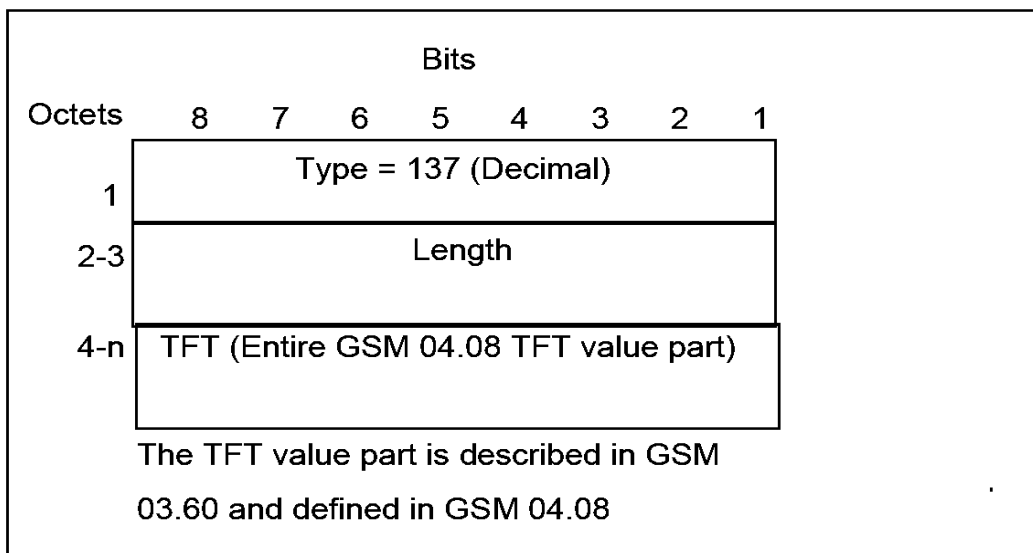 Bits
Octets 8 7 6 5 4 3 2 1
1 Type = 137 (Decimal)
2-3 Length
4-n TFT (Entire GSM 04.08 TFT value part)
The TFT value part is described in GSM
03.60 and defined in GSM 04.08